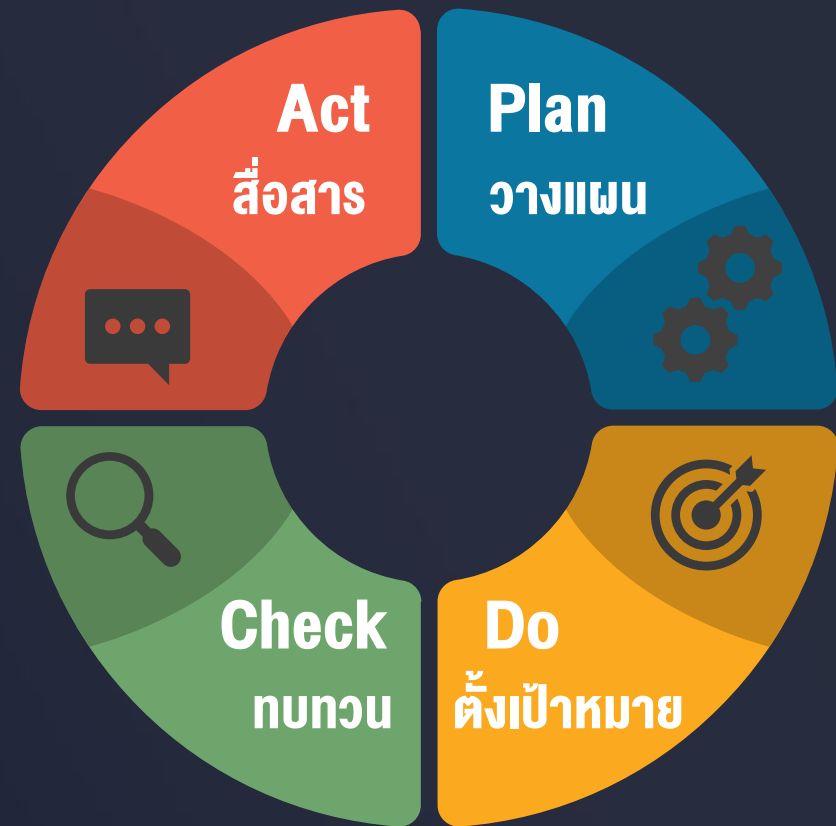 Act
สื่อสาร
Plan
วางแผน
Check
ทบทวน
Do
ตั้งเป้าหมาย